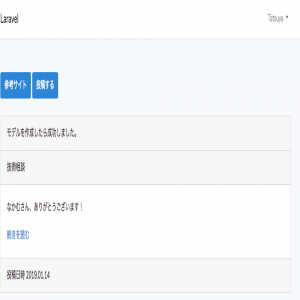 Laravel
Tatsuya
参考サイト 投稿する
モデルを作成したら成功しました。
技術相談
なかむさん、ありがとうございます！
続きを読む
投稿日時 2019.01.14